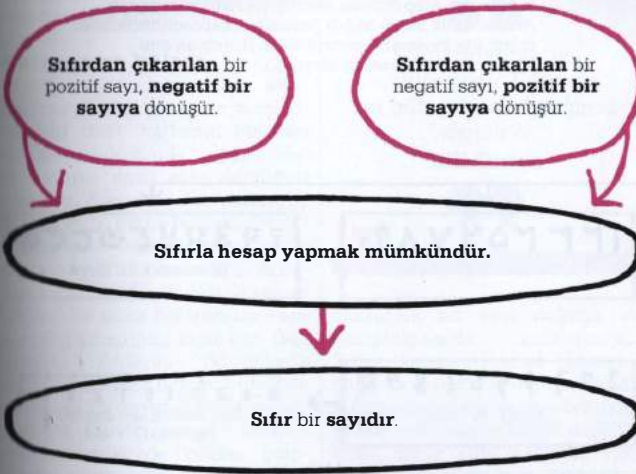 Sıfırdan çıkarılan bir
pozitif sayı, negatif bir
sayıya dönüşür.
Sıfırdan çıkarılan bir
negatif sayı, pozitif bir
sayıya dönüşür.
Sıfırla hesap yapmak mümkündür.
Sıfır bir sayıdır.